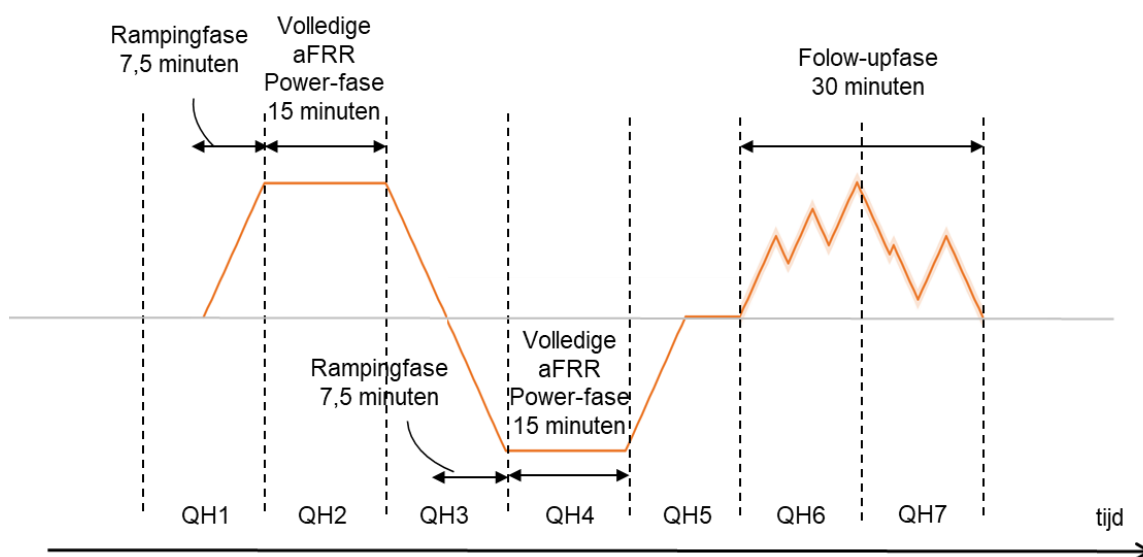 Rampingfase
7,5 minuten
Volledige
aFRR
Power-fase
15 minuten
Folow-upfase
30 minuten
Rampingfase
7,5 minuten
Volledige
aFRR
Power-fase
15 minuten
QH1
QH2
QH3
QH4
QH5
QH6
QH7
tijd